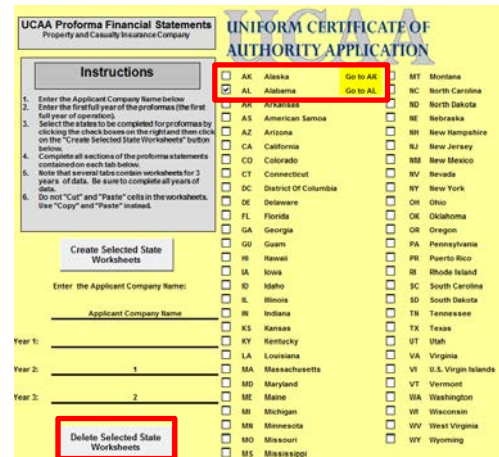 UCAA Proforma Financial Statements
Property and Casualty Insurance Company
UNIFORM CERTIFICATE OF
AUTHORITY APPLICATION
Instructions
1. Enter the Applicant Company Name below
2. Enter the first full year of the proformas (the first
full year of operation).
3. Select the states to be completed for proformas by
clicking the check boxes on the right and then click
on the "Create Selected State Worksheets" button
below.
4. Complete all sections of the proforma statements
contained on each tab below.
5. Note that several tabs contain worksheets for 3
years of data. Be sure to complete all years of
data.
6. Do not "Cut" and "Paste" cells in the worksheets.
Use "Copy" and "Paste" instead.
Create Selected State
Worksheets
Enter the Applicant Company Name:
Applicant Company Name
Year 1:
Year 2: 1
Year 3: 2
Delete Selected State
Worksheets
AK Alaska Go to AK
AL Alabama Go to AL
AR Arkansas
AS American Samoa
AZ Arizona
CA California
CO Colorado
CT Connecticut
DC District Of Columbia
DE Delaware
FL Florida
GA Georgia
GU Guam
HI Hawaii
IA Iowa
ID Idaho
IL Illinois
IN Indiana
KS Kansas
KY Kentucky
LA Louisiana
MA Massachusetts
MD Maryland
ME Maine
MI Michigan
MN Minnesota
MO Missouri
MS Mississippi
MT Montana
NC North Carolina
ND North Dakota
NE Nebraska
NH New Hampshire
NJ New Jersey
NM New Mexico
NV Nevada
NY New York
OH Ohio
OK Oklahoma
OR Oregon
PA Pennsylvania
PR Puerto Rico
RI Rhode Island
SC South Carolina
SD South Dakota
TN Tennessee
TX Texas
UT Utah
VA Virginia
VI U.S. Virgin Islands
VT Vermont
WA Washington
WI Wisconsin
WV West Virginia
WY Wyoming
UCAA